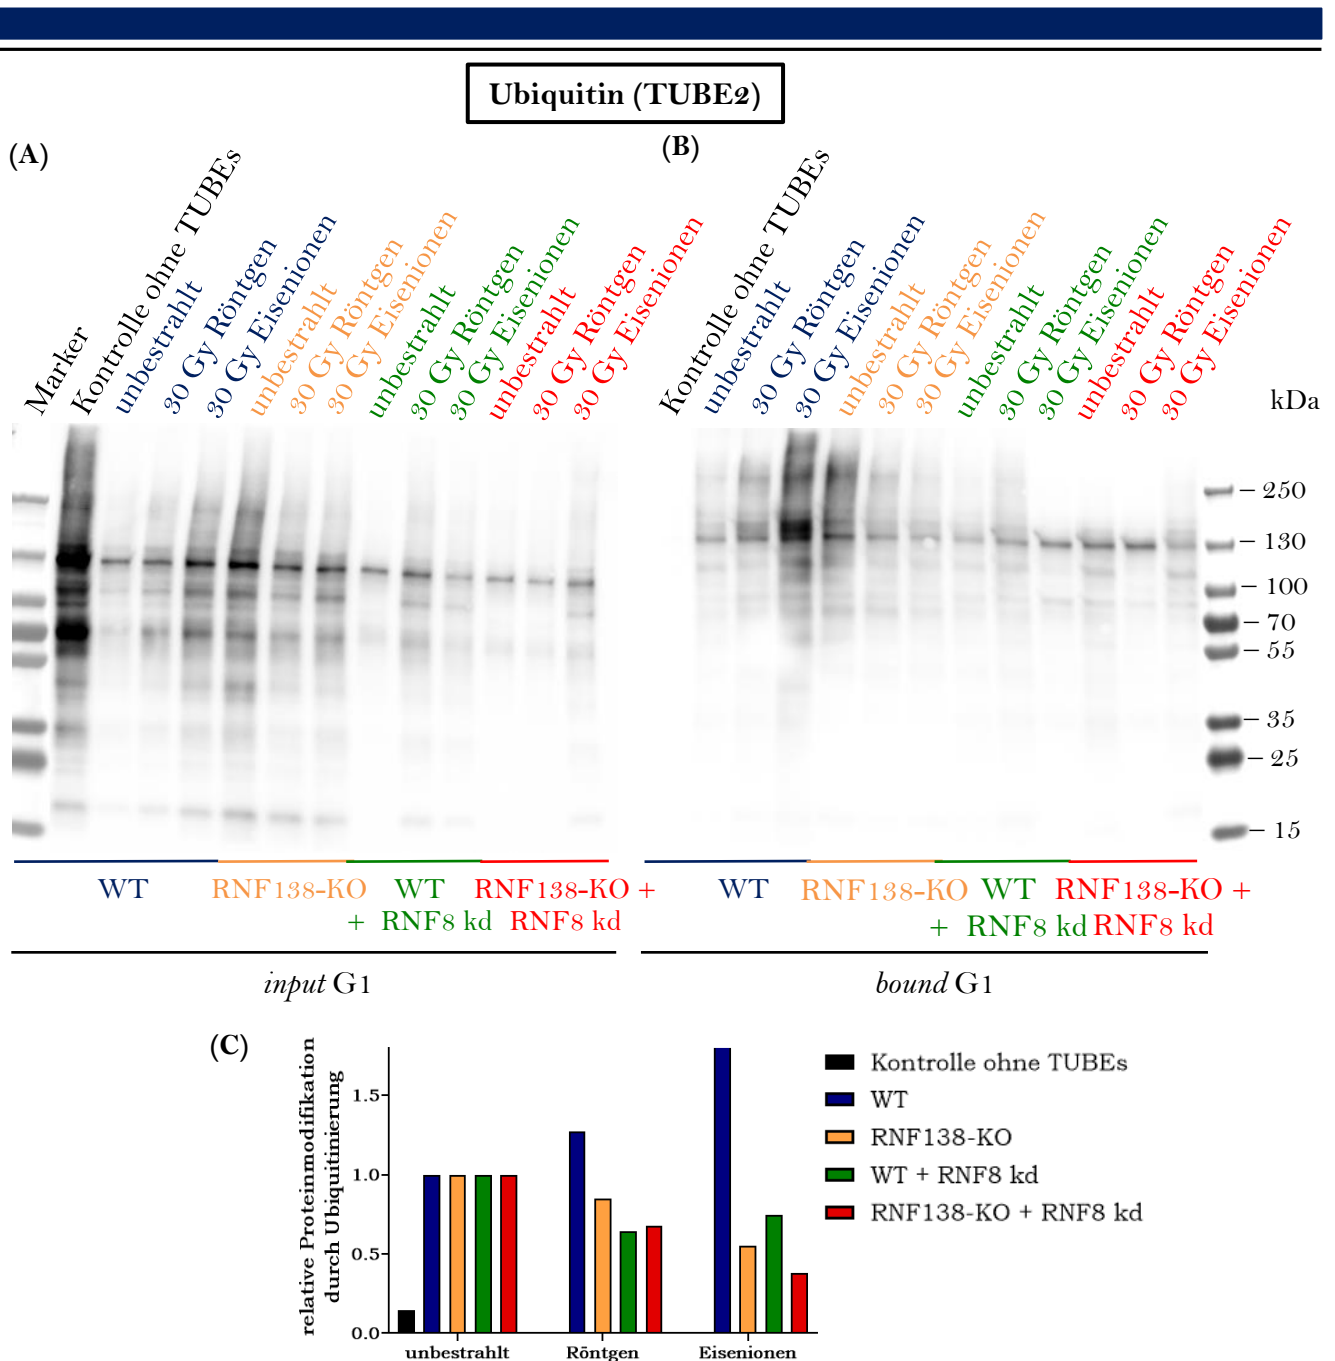 Ubiquitin (TUBE2)
(A)
Marker
Kontrolle ohne TUBEs
unbestrahlt
30 Gy Röntgen
30 Gy Eisenionen
unbestrahlt
30 Gy Röntgen
30 Gy Eisenionen
unbestrahlt
30 Gy Röntgen
30 Gy Eisenionen
unbestrahlt
30 Gy Röntgen
30 Gy Eisenionen
(B)
Kontrolle ohne TUBEs
unbestrahlt
30 Gy Röntgen
30 Gy Eisenionen
unbestrahlt
30 Gy Röntgen
30 Gy Eisenionen
unbestrahlt
30 Gy Röntgen
30 Gy Eisenionen
unbestrahlt
30 Gy Röntgen
30 Gy Eisenionen
kDa
– 250
– 130
– 100
– 70
– 55
– 35
– 25
– 15
WT
RNF138-KO
WT
+ RNF8 kd
RNF138-KO +
RNF8 kd
input G1
WT
RNF138-KO
WT
+ RNF8 kd
RNF138-KO +
RNF8 kd
bound G1
(C)
relative Proteinmodifikation
durch Ubiquitinierung
1.5
1.0
0.5
0.0
unbestrahlt
Röntgen
Eisenionen
Kontrolle ohne TUBEs
WT
RNF138-KO
WT + RNF8 kd
RNF138-KO + RNF8 kd